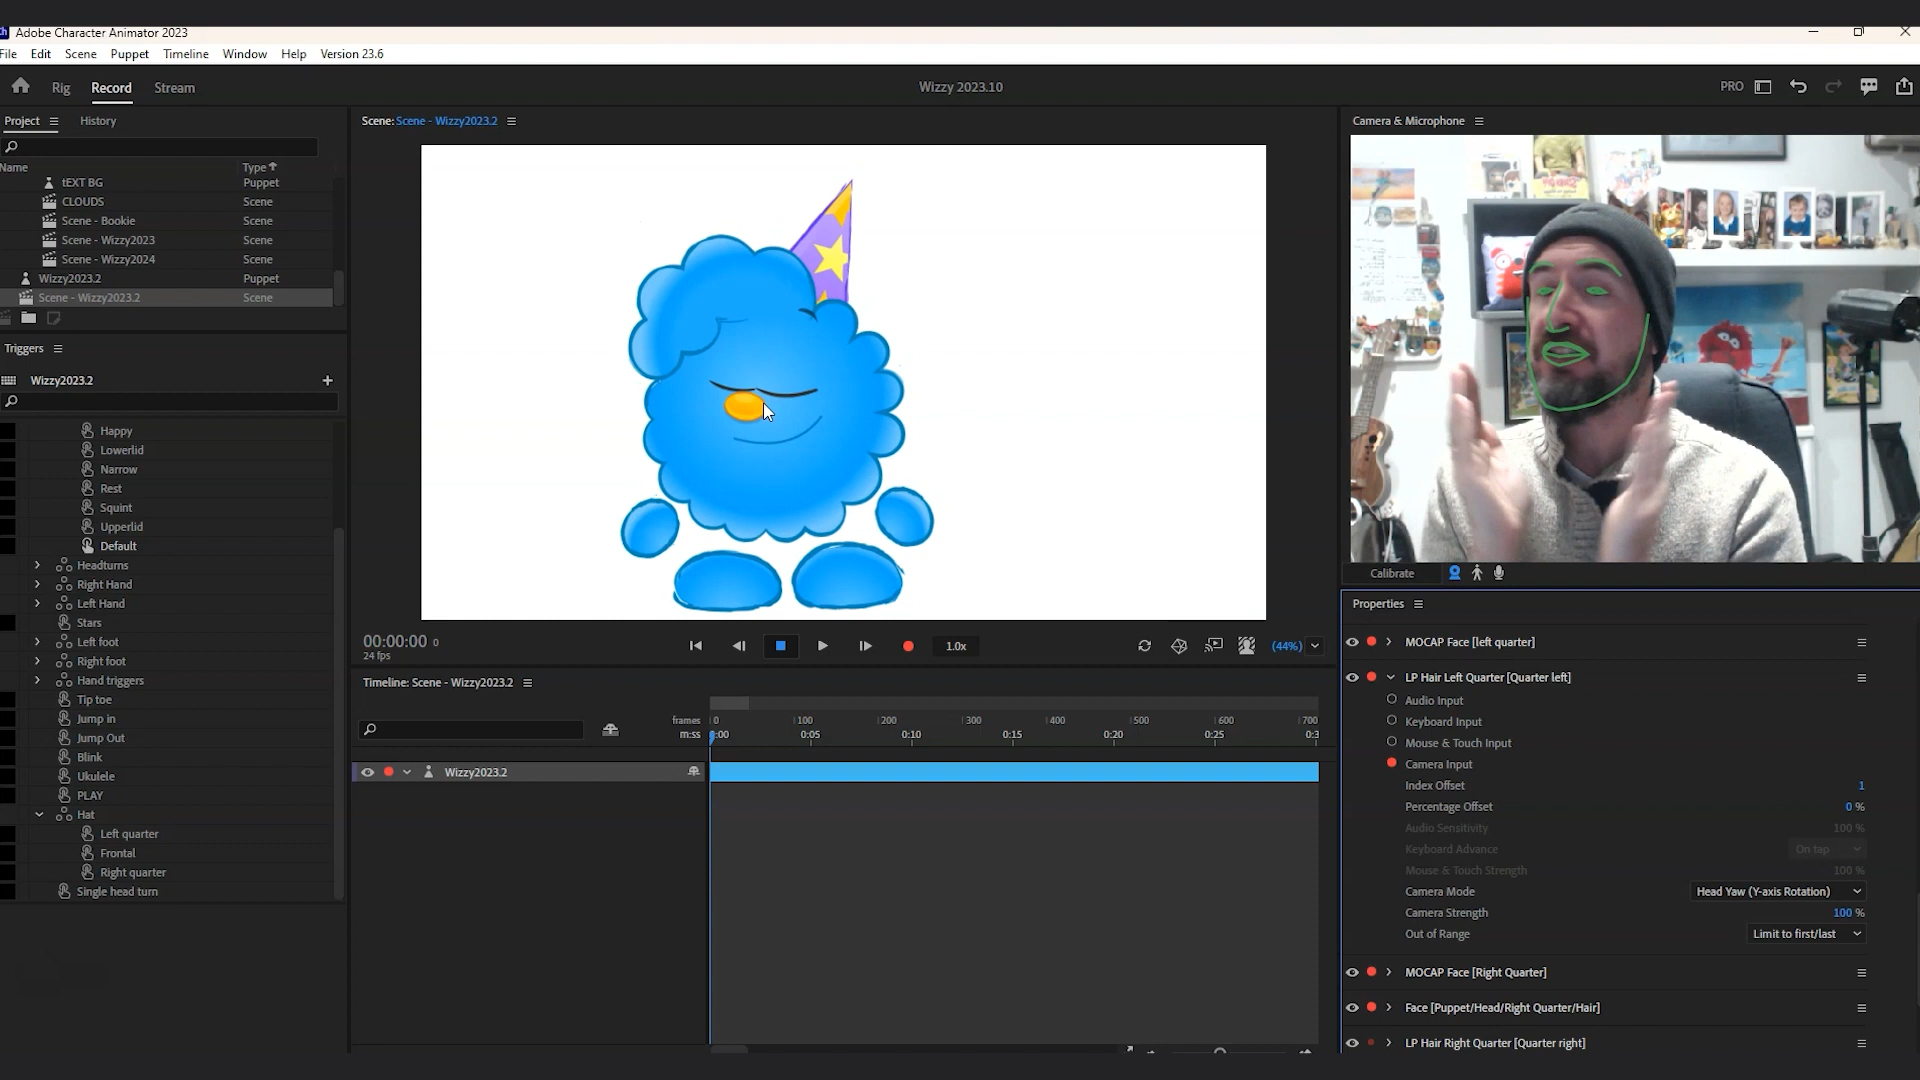 Adobe Character Animator 2023
File Edit Scene Puppet Timeline Window Help Version 23.6
Rig Record Stream
Wizzy 2023.10
PRO
Project
History
Name
Type
tEXT BG Puppet
CLOUDS Scene
Scene - Bookie Scene
Scene - Wizzy2023 Scene
Scene - Wizzy2024 Scene
Wizzy2023.2 Puppet
Scene - Wizzy2023.2 Scene
Triggers
Wizzy2023.2
Happy
Lowerlid
Narrow
Rest
Squint
Upperlid
Default
Headturns
Right Hand
Left Hand
Stars
Left foot
Right foot
Hand triggers
Tip toe
Jump in
Jump Out
Blink
Ukulele
PLAY
Hat
Left quarter
Frontal
Right quarter
Single head turn
Scene: Scene - Wizzy2023.2
00:00:00 0
24 fps
1.0x
(44%)
Timeline: Scene - Wizzy2023.2
frames 0 100 200 300 400 500 600 700
m:ss 0:05 0:10 0:15 0:20 0:25
Wizzy2023.2
Camera & Microphone
Calibrate
Properties
MOCAP Face [left quarter]
LP Hair Left Quarter [Quarter left]
Audio Input
Keyboard Input
Mouse & Touch Input
Camera Input
Index Offset 1
Percentage Offset 0 %
Audio Sensitivity 100 %
Keyboard Advance On tap
Mouse & Touch Strength 100 %
Camera Mode Head Yaw (Y-axis Rotation)
Camera Strength 100 %
Out of Range Limit to first/last
MOCAP Face [Right Quarter]
Face [Puppet/Head/Right Quarter/Hair]
LP Hair Right Quarter [Quarter right]